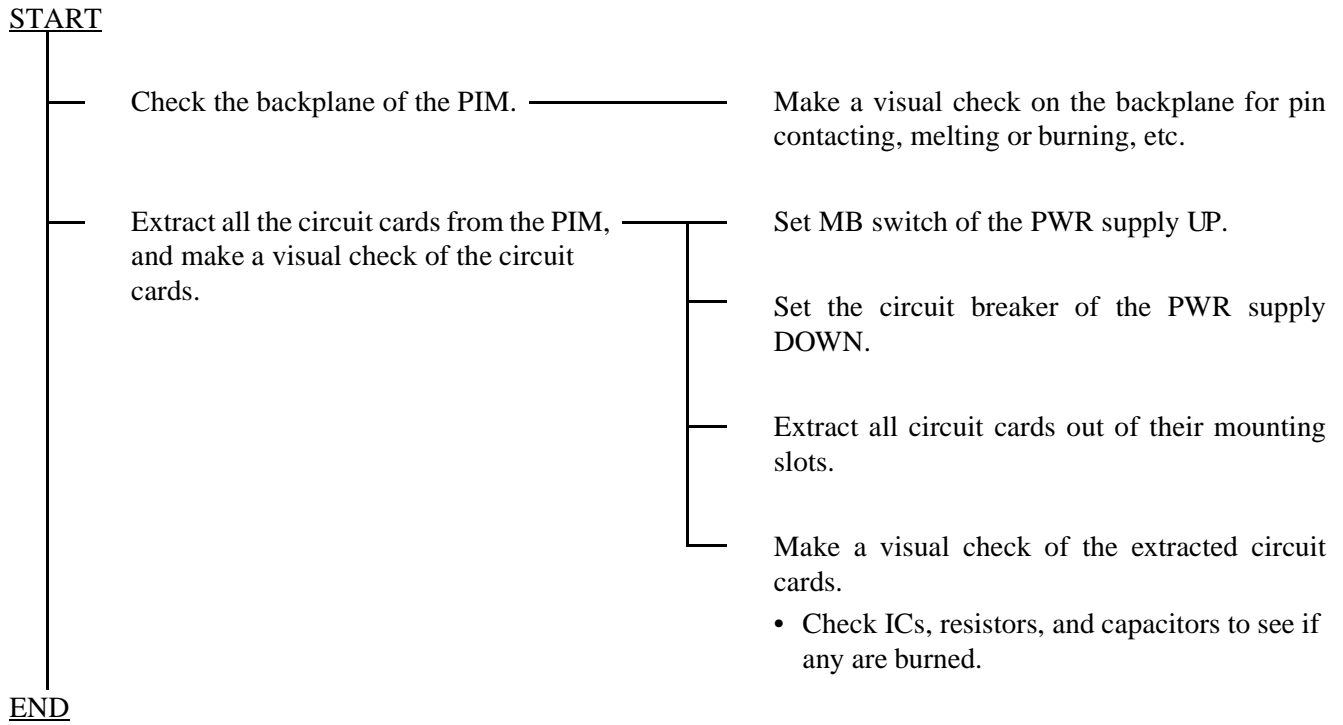 START
Check the backplane of the PIM.
Make a visual check on the backplane for pin
contacting, melting or burning, etc.
Extract all the circuit cards from the PIM,
and make a visual check of the circuit
cards.
Set MB switch of the PWR supply UP.
Set the circuit breaker of the PWR supply
DOWN.
Extract all circuit cards out of their mounting
slots.
Make a visual check of the extracted circuit
cards.
• Check ICs, resistors, and capacitors to see if
any are burned.
END